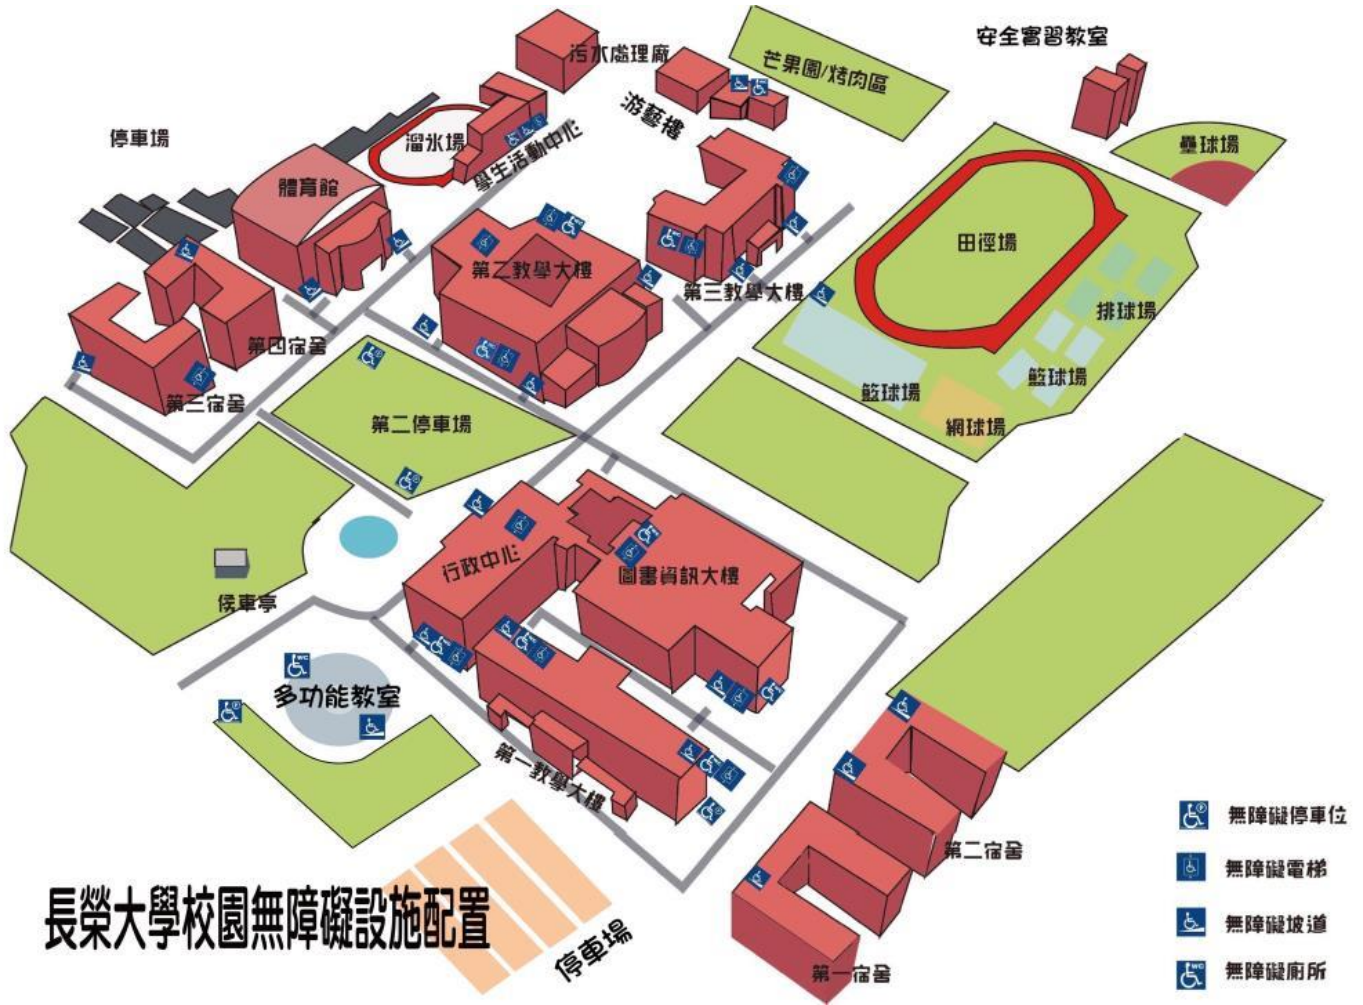 安全實習教室
污水處理廠
芒果園/烤肉區
游藝樓
停車場
溜冰場
學生活動中心
壘球場
體育館
田徑場
第二教學大樓
第三教學大樓
排球場
第四宿舍
籃球場
籃球場
第三宿舍
第二停車場
網球場
行政中心
圖書資訊大樓
侯車亭
多功能教室
第一教學大樓
第二宿舍
第一宿舍
停車場
長榮大學校園無障礙設施配置
無障礙停車位
無障礙電梯
無障礙坡道
無障礙廁所